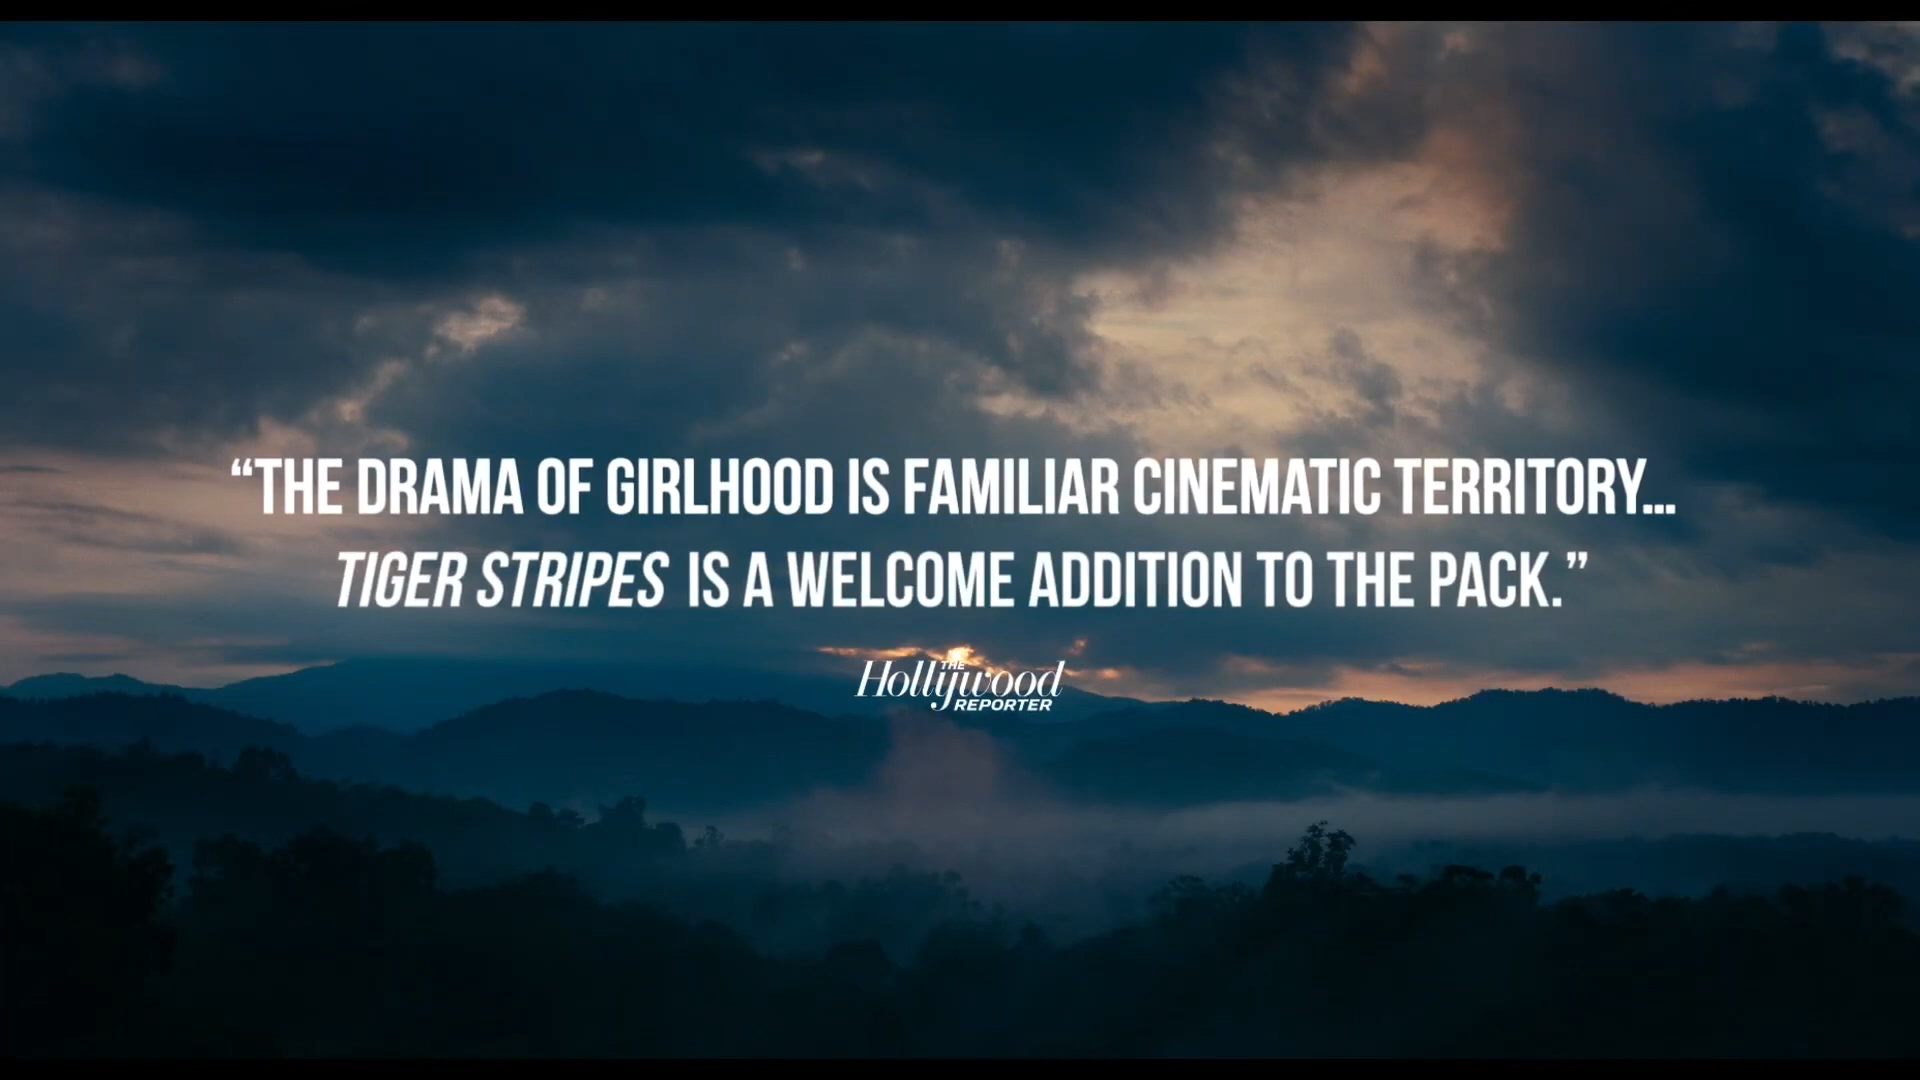 “THE DRAMA OF GIRLHOOD IS FAMILIAR CINEMATIC TERRITORY...
TIGER STRIPES IS A WELCOME ADDITION TO THE PACK.”
THE
Hollywood
REPORTER